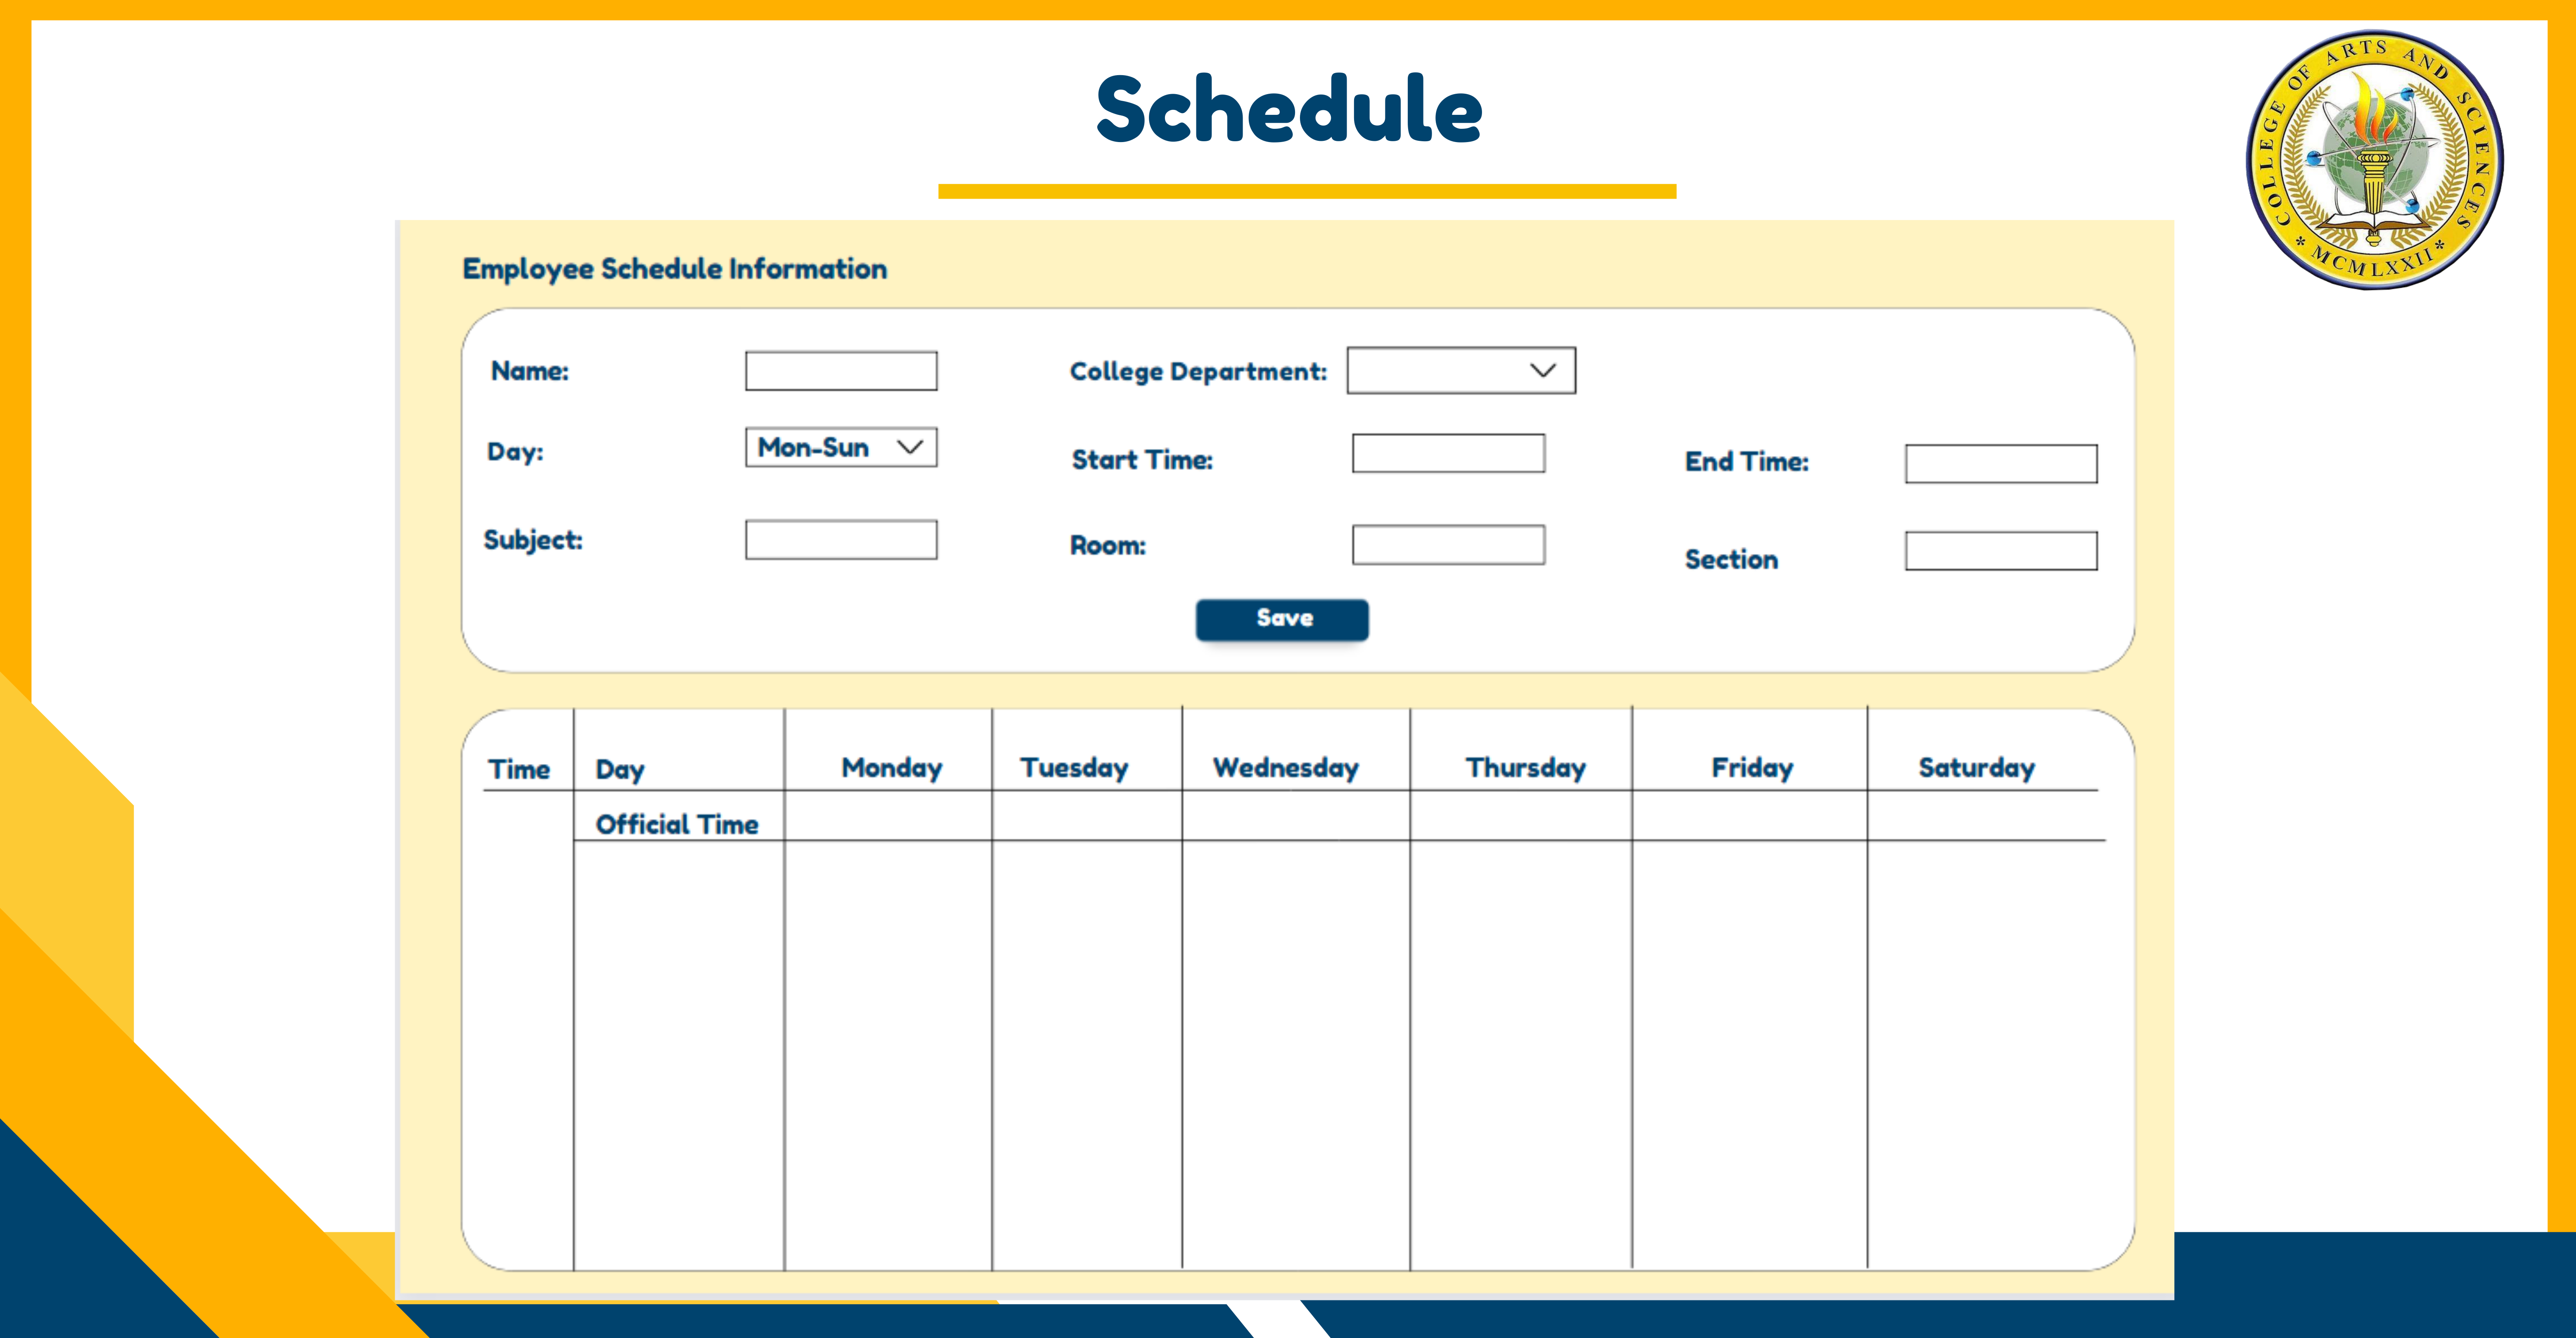 Schedule
COLLEGE OF ARTS AND SCIENCES
* MCMLXXII *
Employee Schedule Information
Name:
College Department:
Day: Mon-Sun
Start Time:
End Time:
Subject:
Room:
Section
Save
Time Day Monday Tuesday Wednesday Thursday Friday Saturday
Official Time